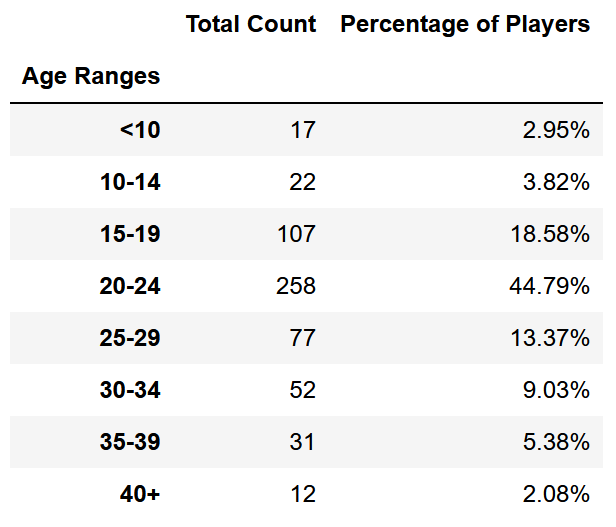 Total Count Percentage of Players
Age Ranges
<10 17 2.95%
10-14 22 3.82%
15-19 107 18.58%
20-24 258 44.79%
25-29 77 13.37%
30-34 52 9.03%
35-39 31 5.38%
40+ 12 2.08%